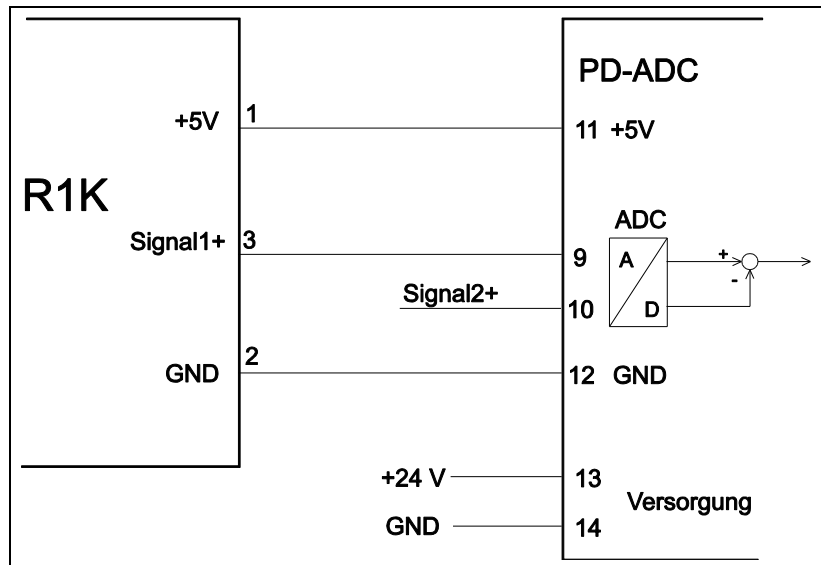 PD-ADC
+5V 1 11 +5V
R1K
ADC
Signal1+ 3 9 A + 
Signal2+ 10 D -
GND 2 12 GND
+24 V 13
Versorgung
GND 14